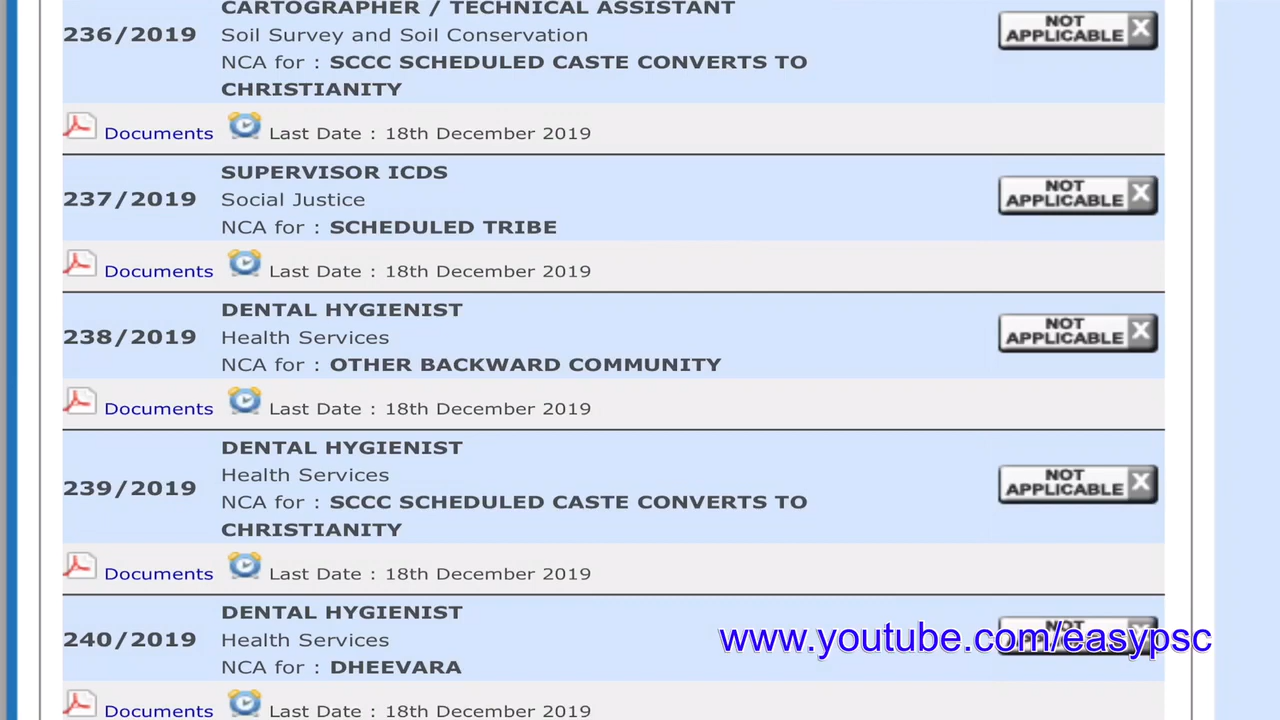 CARTOGRAPHER / TECHNICAL ASSISTANT
236/2019 Soil Survey and Soil Conservation NOT APPLICABLE X
NCA for : SCCC SCHEDULED CASTE CONVERTS TO
CHRISTIANITY
Documents Last Date : 18th December 2019
SUPERVISOR ICDS
237/2019 Social Justice NOT APPLICABLE X
NCA for : SCHEDULED TRIBE
Documents Last Date : 18th December 2019
DENTAL HYGIENIST
238/2019 Health Services NOT APPLICABLE X
NCA for : OTHER BACKWARD COMMUNITY
Documents Last Date : 18th December 2019
DENTAL HYGIENIST
Health Services
239/2019 NOT APPLICABLE X
NCA for : SCCC SCHEDULED CASTE CONVERTS TO
CHRISTIANITY
Documents Last Date : 18th December 2019
DENTAL HYGIENIST
240/2019 Health Services NOT
www.youtube.com/easypsc
NCA for : DHEEVARA
Documents Last Date : 18th December 2019